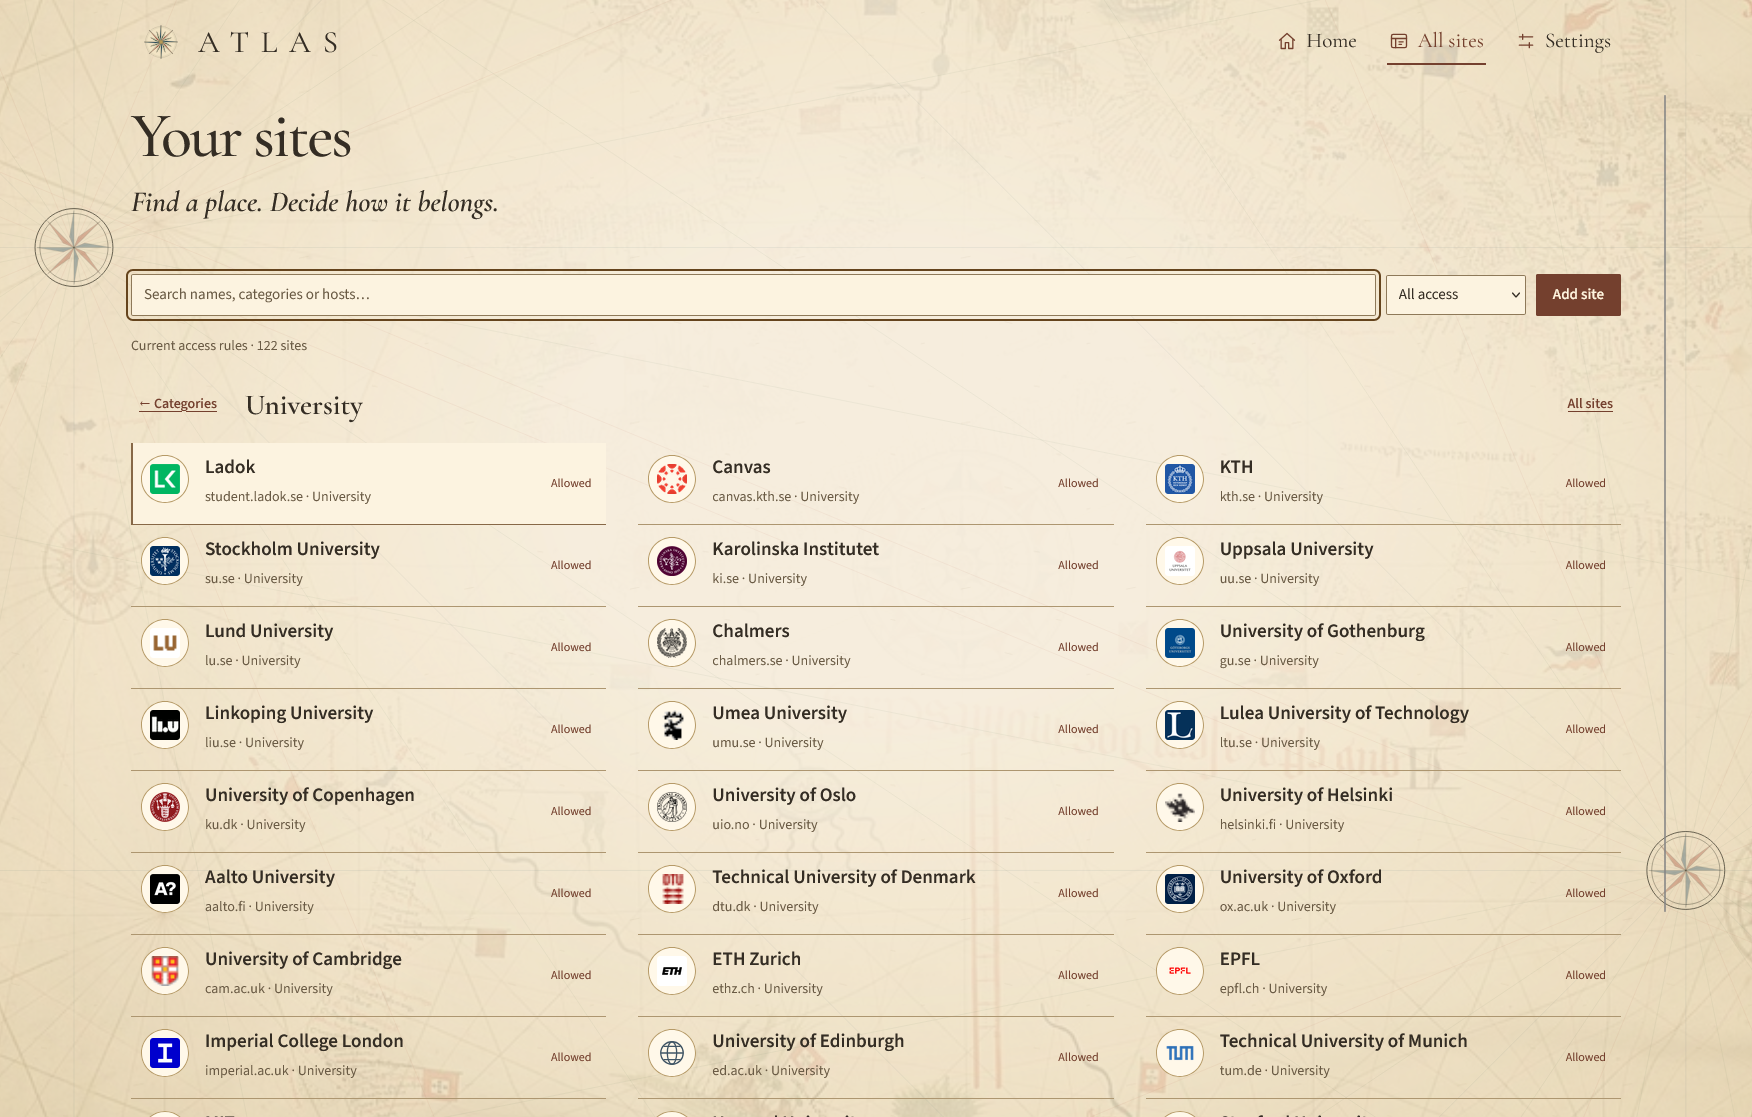 ATLAS
Home
All sites
Settings
Your sites
Find a place. Decide how it belongs.
Search names, categories or hosts…
All access
Add site
Current access rules · 122 sites
← Categories
University
All sites
Ladok
student.ladok.se · University
Allowed
Canvas
canvas.kth.se · University
Allowed
KTH
kth.se · University
Allowed
Stockholm University
su.se · University
Allowed
Karolinska Institutet
ki.se · University
Allowed
Uppsala University
uu.se · University
Allowed
LU
Lund University
lu.se · University
Allowed
Chalmers
chalmers.se · University
Allowed
University of Gothenburg
gu.se · University
Allowed
li.u
Linkoping University
liu.se · University
Allowed
Umea University
umu.se · University
Allowed
L
Lulea University of Technology
ltu.se · University
Allowed
University of Copenhagen
ku.dk · University
Allowed
University of Oslo
uio.no · University
Allowed
University of Helsinki
helsinki.fi · University
Allowed
A?
Aalto University
aalto.fi · University
Allowed
DTU
Technical University of Denmark
dtu.dk · University
Allowed
University of Oxford
ox.ac.uk · University
Allowed
University of Cambridge
cam.ac.uk · University
Allowed
ETH
ETH Zurich
ethz.ch · University
Allowed
EPFL
EPFL
epfl.ch · University
Allowed
I
Imperial College London
imperial.ac.uk · University
Allowed
University of Edinburgh
ed.ac.uk · University
Allowed
TUM
Technical University of Munich
tum.de · University
Allowed